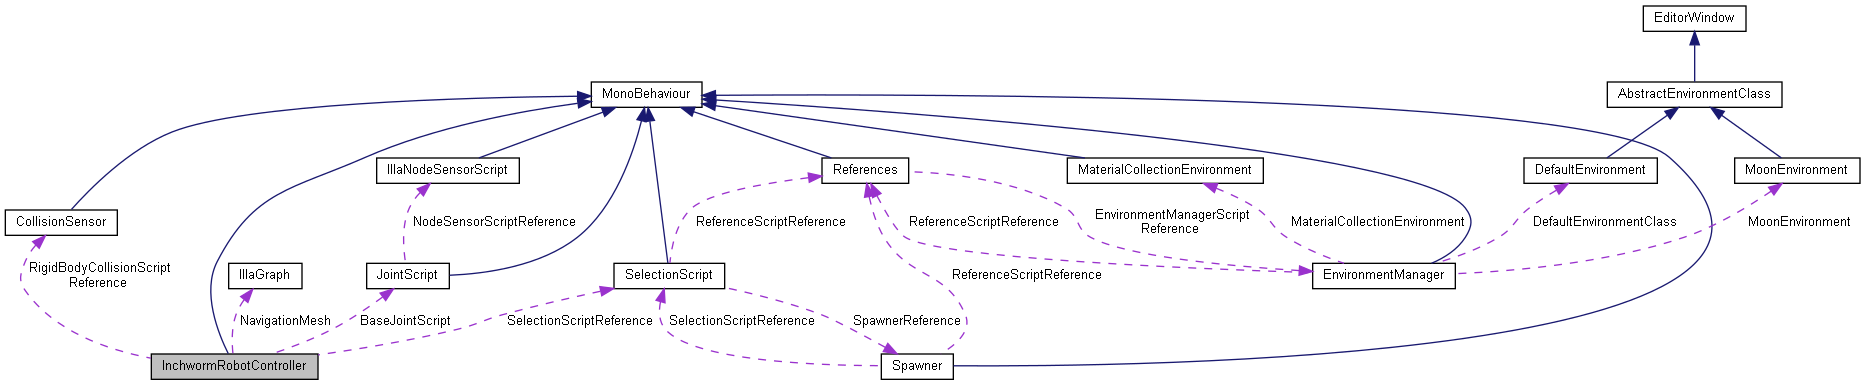 EditorWindow
MonoBehaviour
AbstractEnvironmentClass
IllaNodeSensorScript
References
MaterialCollectionEnvironment
DefaultEnvironment
MoonEnvironment
CollisionSensor
NodeSensorScriptReference
ReferenceScriptReference
ReferenceScriptReference
EnvironmentManagerScript
Reference
MaterialCollectionEnvironment
DefaultEnvironmentClass
MoonEnvironment
RigidBodyCollisionScript
Reference
IllaGraph
JointScript
SelectionScript
ReferenceScriptReference
EnvironmentManager
NavigationMesh
BaseJointScript
SelectionScriptReference
SelectionScriptReference
SpawnerReference
InchwormRobotController
Spawner